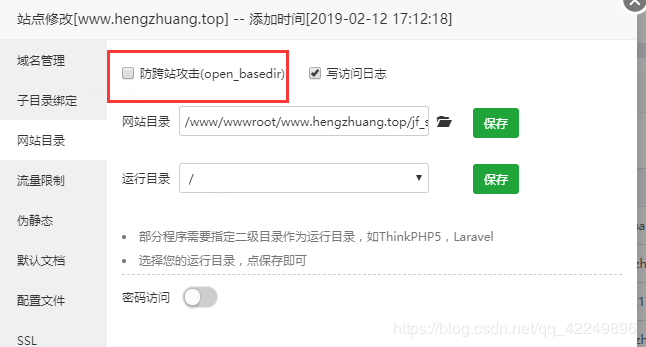 站点修改[www.hengzhuang.top] -- 添加时间[2019-02-12 17:12:18]
域名管理
子目录绑定
网站目录
流量限制
伪静态
默认文档
配置文件
SSL
防跨站攻击(open_basedir)
写访问日志
网站目录
/www/wwwroot/www.hengzhuang.top/jf_s
保存
运行目录
/
保存
部分程序需要指定二级目录作为运行目录，如ThinkPHP5，Laravel
选择您的运行目录，点保存即可
密码访问
https://blog.csdn.net/qq_42249896